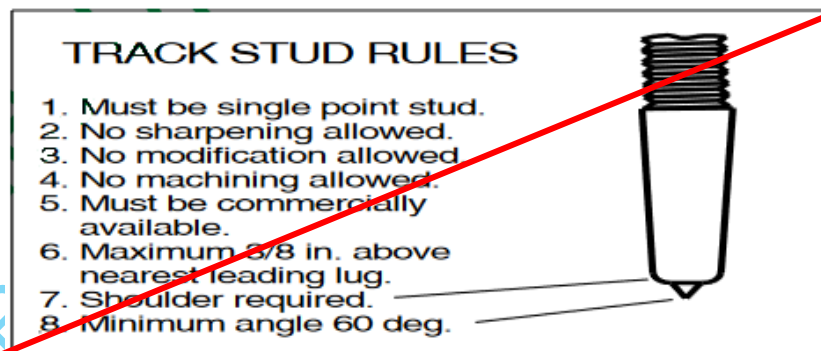 TRACK STUD RULES
1. Must be single point stud.
2. No sharpening allowed.
3. No modification allowed.
4. No machining allowed.
5. Must be commercially
available.
6. Maximum 3/8 in. above
nearest leading lug.
7. Shoulder required.
8. Minimum angle 60 deg.